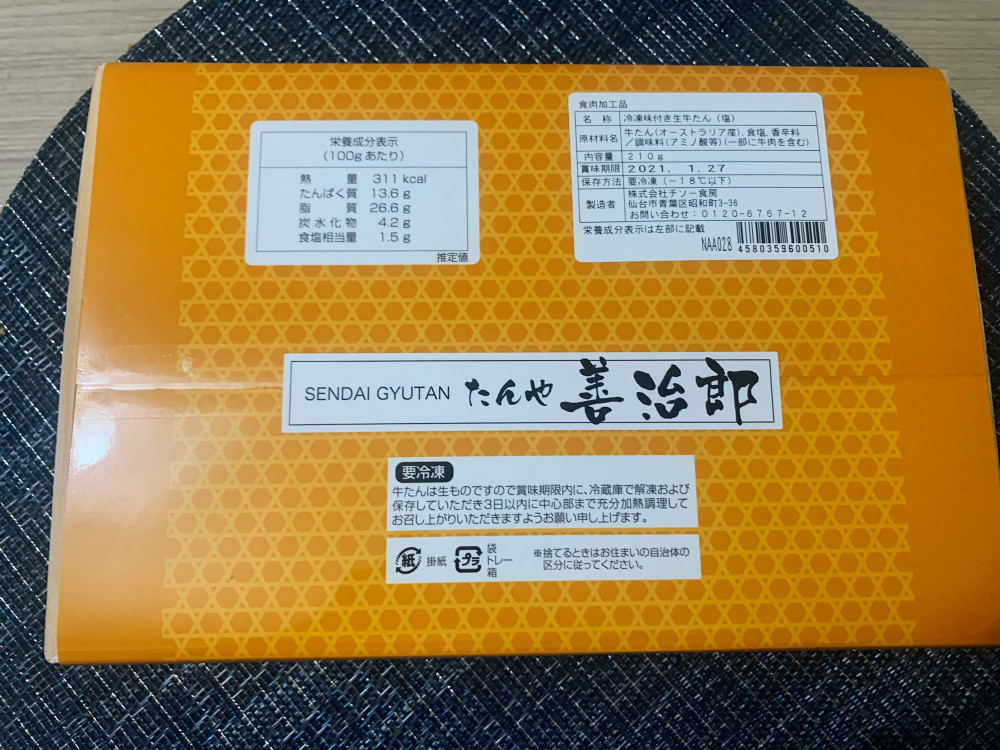 栄養成分表示
(100gあたり)
熱 量 311 kcal
たんぱく質 13.6 g
脂 質 26.6 g
炭水化物 4.2 g
食塩相当量 1.5 g
推定値
食肉加工品
名 称 冷凍味付き生牛たん(塩)
原材料名 牛たん(オーストラリア産),食塩,香辛料
/調味料(アミノ酸等)(一部に牛肉を含む)
内容量 210g
賞味期限 2021. 1.27
保存方法 要冷凍(−18℃以下)
製造者 株式会社チソー食房
仙台市青葉区昭和町3-36
お問い合わせ:0120-6767-12
栄養成分表示は左部に記載
NAA028 4580359600510
SENDAI GYUTAN たんや 善治郎
要冷凍
牛たんは生ものですので賞味期限内に、冷蔵庫で解凍および
保存していただき3日以内に中心部まで充分加熱調理して
お召し上がりいただきますようお願い申し上げます。
紙 掛紙 プラ 袋
トレー
箱
※捨てるときはお住まいの自治体の
区分に従ってください。